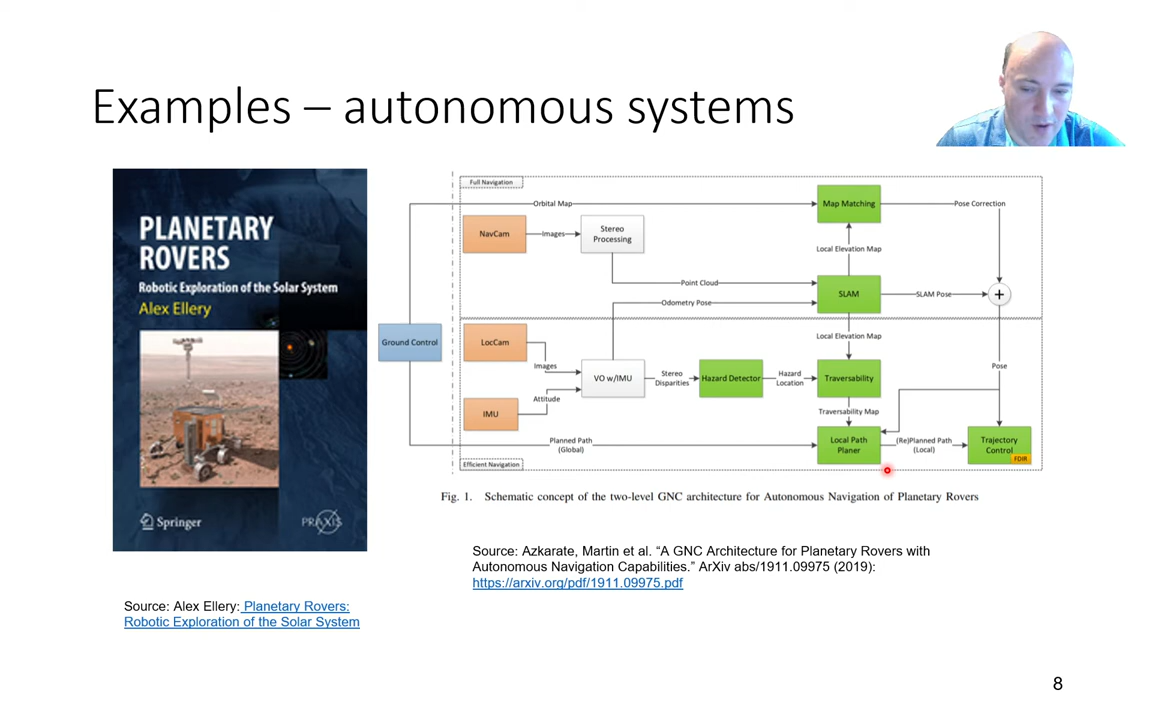 Examples – autonomous systems
PLANETARY
ROVERS
Robotic Exploration of the Solar System
Alex Ellery
Springer
PRAXIS
Source: Alex Ellery: Planetary Rovers:
Robotic Exploration of the Solar System
Full Navigation
Orbital Map
Map Matching
Pose Correction
NavCam
Images
Stereo
Processing
Local Elevation Map
Point Cloud
SLAM
SLAM Pose
+
Odometry Pose
Ground Control
LocCam
Images
Local Elevation Map
VO w/IMU
Stereo
Disparities
Hazard Detector
Hazard
Location
Traversability
Pose
IMU
Attitude
Traversability Map
Planned Path
(Global)
Local Path
Planer
(Re)Planned Path
(Local)
Trajectory
Control
FDIR
Efficient Navigation
Fig. 1. Schematic concept of the two-level GNC architecture for Autonomous Navigation of Planetary Rovers
Source: Azkarate, Martin et al. “A GNC Architecture for Planetary Rovers with
Autonomous Navigation Capabilities.” ArXiv abs/1911.09975 (2019):
https://arxiv.org/pdf/1911.09975.pdf
8